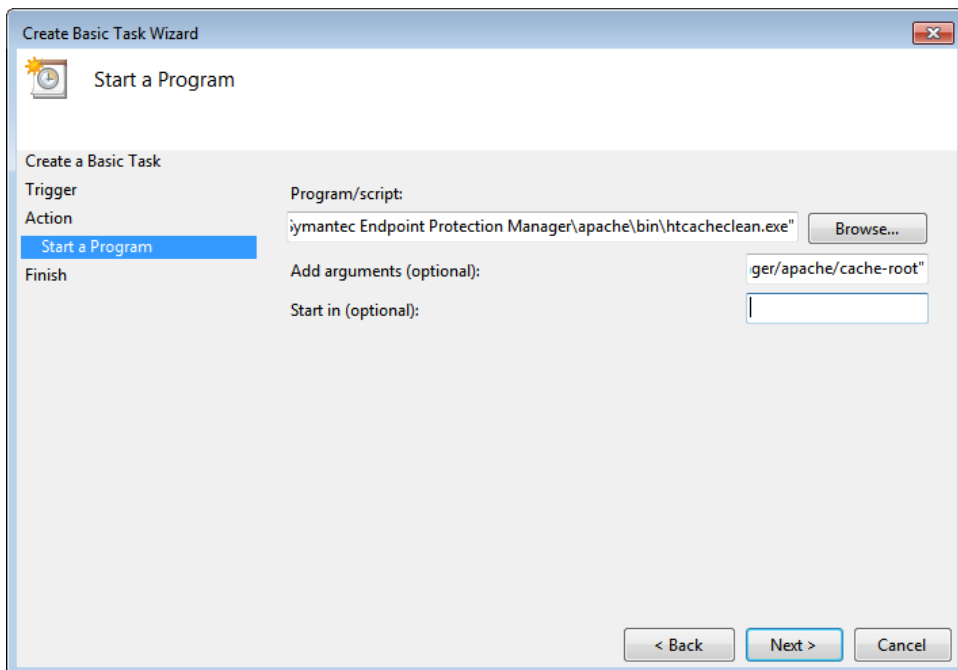 Create Basic Task Wizard
Start a Program
Create a Basic Task
Trigger
Action
Start a Program
Finish
Program/script:
Symantec Endpoint Protection Manager\apache\bin\htcacheclean.exe"
Browse...
Add arguments (optional):
ger/apache/cache-root"
Start in (optional):
< Back
Next >
Cancel